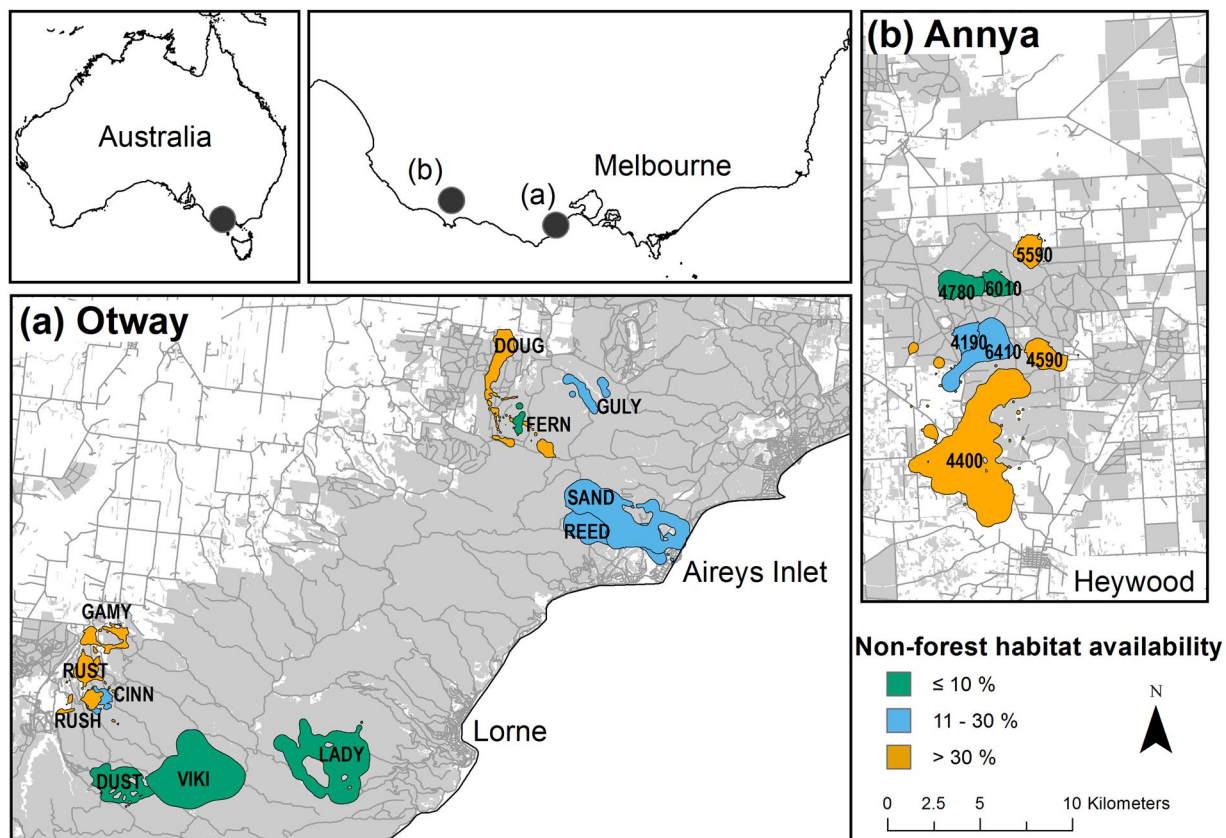 Australia
Melbourne
(b)
(a)
(b) Annya
5590
4780
6010
4190
6410
4590
4400
Heywood
(a) Otway
DOUG
GULY
FERN
SAND
REED
Aireys Inlet
GAMY
RUST
CINN
RUSH
Lorne
LADY
DUST
VIKI
Non-forest habitat availability
≤ 10 %
11 - 30 %
> 30 %
N
0 2.5 5 10 Kilometers